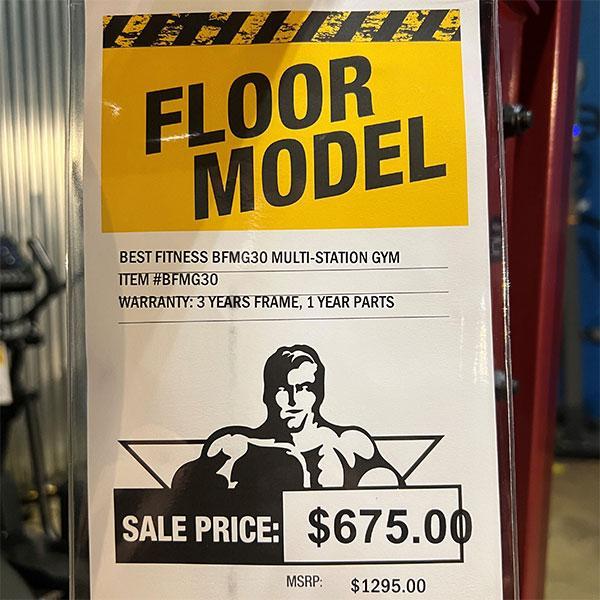 FLOOR
MODEL
BEST FITNESS BFMG30 MULTI-STATION GYM
ITEM #BFMG30
WARRANTY: 3 YEARS FRAME, 1 YEAR PARTS
SALE PRICE: $675.00
MSRP: $1295.00